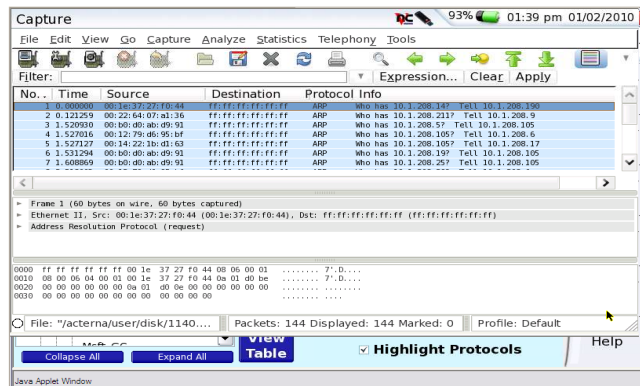 Capture 93% 01:39 pm 01/02/2010
File Edit View Go Capture Analyze Statistics Telephony Tools
Filter: Expression... Clear Apply
No. . Time Source Destination Protocol Info
1 0.000000 00:1e:37:27:f0:44 ff:ff:ff:ff:ff:ff ARP Who has 10.1.208.14? Tell 10.1.208.190
2 0.121259 00:22:64:07:a1:36 ff:ff:ff:ff:ff:ff ARP Who has 10.1.208.211? Tell 10.1.208.9
3 1.520930 00:b0:d0:ab:d9:91 ff:ff:ff:ff:ff:ff ARP Who has 10.1.208.5? Tell 10.1.208.105
4 1.527016 00:12:79:d6:95:bf ff:ff:ff:ff:ff:ff ARP Who has 10.1.208.105? Tell 10.1.208.6
5 1.527127 00:14:22:1b:d1:63 ff:ff:ff:ff:ff:ff ARP Who has 10.1.208.105? Tell 10.1.208.17
6 1.531294 00:b0:d0:ab:d9:91 ff:ff:ff:ff:ff:ff ARP Who has 10.1.208.19? Tell 10.1.208.105
7 1.608869 00:b0:d0:ab:d9:91 ff:ff:ff:ff:ff:ff ARP Who has 10.1.208.25? Tell 10.1.208.105
Frame 1 (60 bytes on wire, 60 bytes captured)
Ethernet II, Src: 00:1e:37:27:f0:44 (00:1e:37:27:f0:44), Dst: ff:ff:ff:ff:ff:ff (ff:ff:ff:ff:ff:ff)
Address Resolution Protocol (request)
0000 ff ff ff ff ff ff 00 1e 37 27 f0 44 08 06 00 01 ........ 7'.D....
0010 08 00 06 04 00 01 00 1e 37 27 f0 44 0a 01 d0 be ........ 7'.D....
0020 00 00 00 00 00 00 0a 01 d0 0e 00 00 00 00 00 00 ........ ........
0030 00 00 00 00 00 00 00 00 00 00 00 00 ........ ....
File: "/acterna/user/disk/1140.... Packets: 144 Displayed: 144 Marked: 0 Profile: Default
View Table
Highlight Protocols
Help
Collapse All Expand All
Java Applet Window